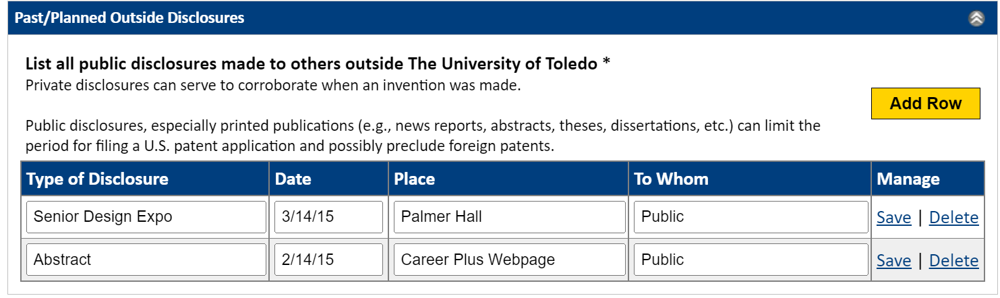 Past/Planned Outside Disclosures
List all public disclosures made to others outside The University of Toledo *
Private disclosures can serve to corroborate when an invention was made.
Add Row
Public disclosures, especially printed publications (e.g., news reports, abstracts, theses, dissertations, etc.) can limit the
period for filing a U.S. patent application and possibly preclude foreign patents.
Type of Disclosure Date Place To Whom Manage
Senior Design Expo 3/14/15 Palmer Hall Public Save | Delete
Abstract 2/14/15 Career Plus Webpage Public Save | Delete